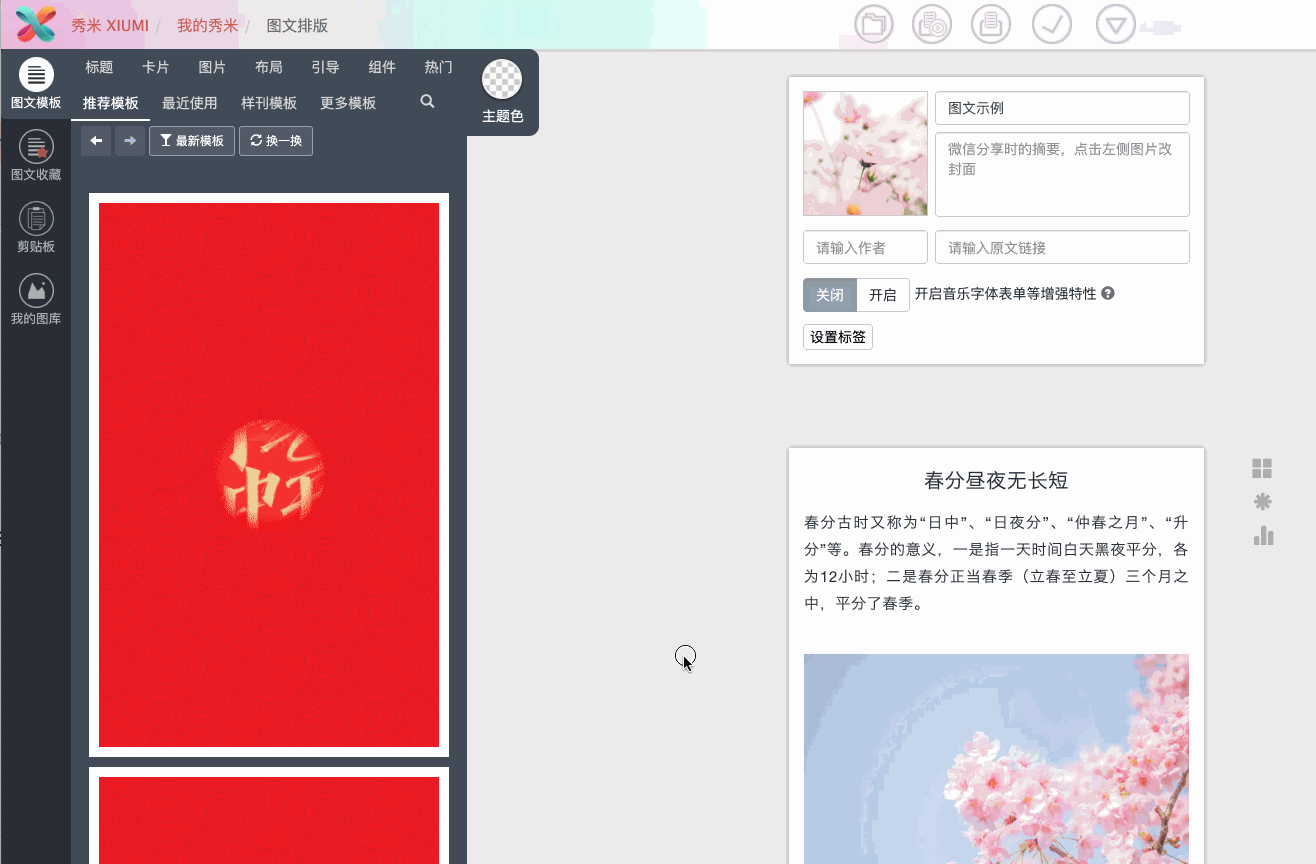 秀米 XIUMI / 我的秀米 / 图文排版
图文模板
图文收藏
剪贴板
我的图库
标题 卡片 图片 布局 引导 组件 热门
推荐模板 最近使用 样刊模板 更多模板
主题色
最新模板 换一换
图文示例
微信分享时的摘要，点击左侧图片改
封面
请输入作者 请输入原文链接
关闭 开启 开启音乐字体表单等增强特性
设置标签
春分昼夜无长短
春分古时又称为“日中”、“日夜分”、“仲春之月”、“升
分”等。春分的意义，一是指一天时间白天黑夜平分，各
为12小时；二是春分正当春季（立春至立夏）三个月之
中，平分了春季。